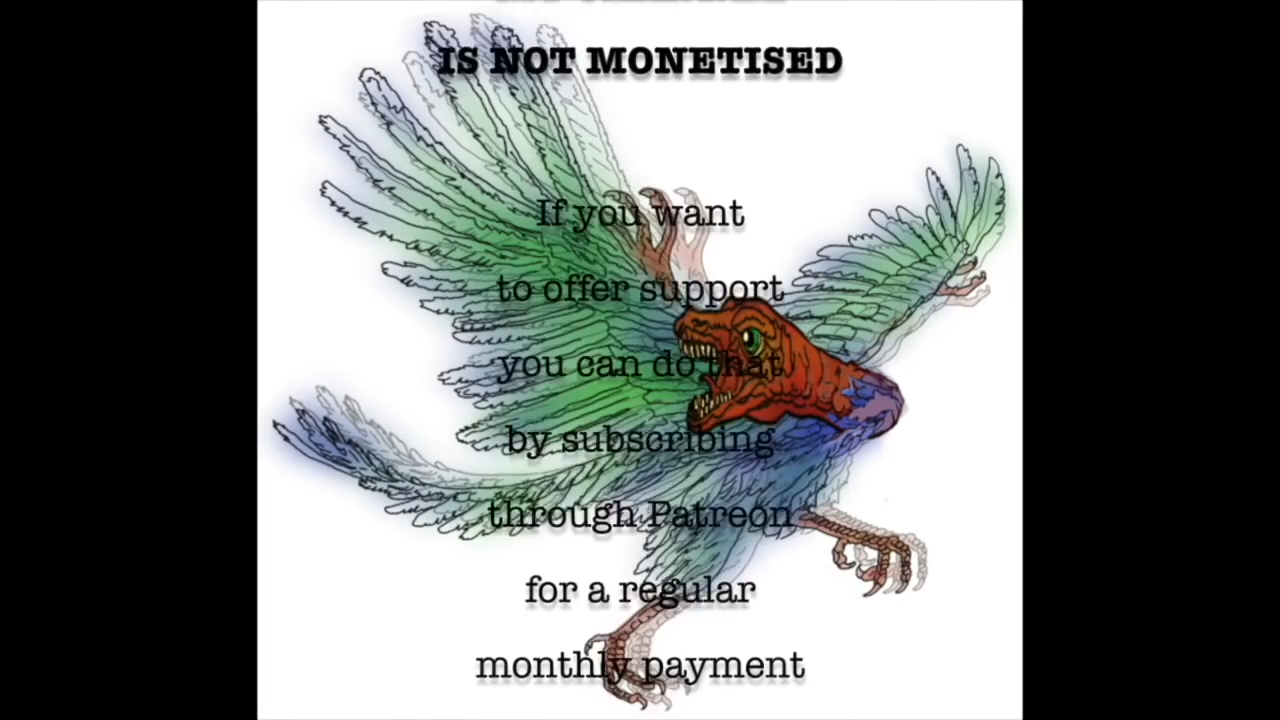 IS NOT MONETISED
If you want
to offer support
you can do that
by subscribing
through Patreon
for a regular
monthly payment